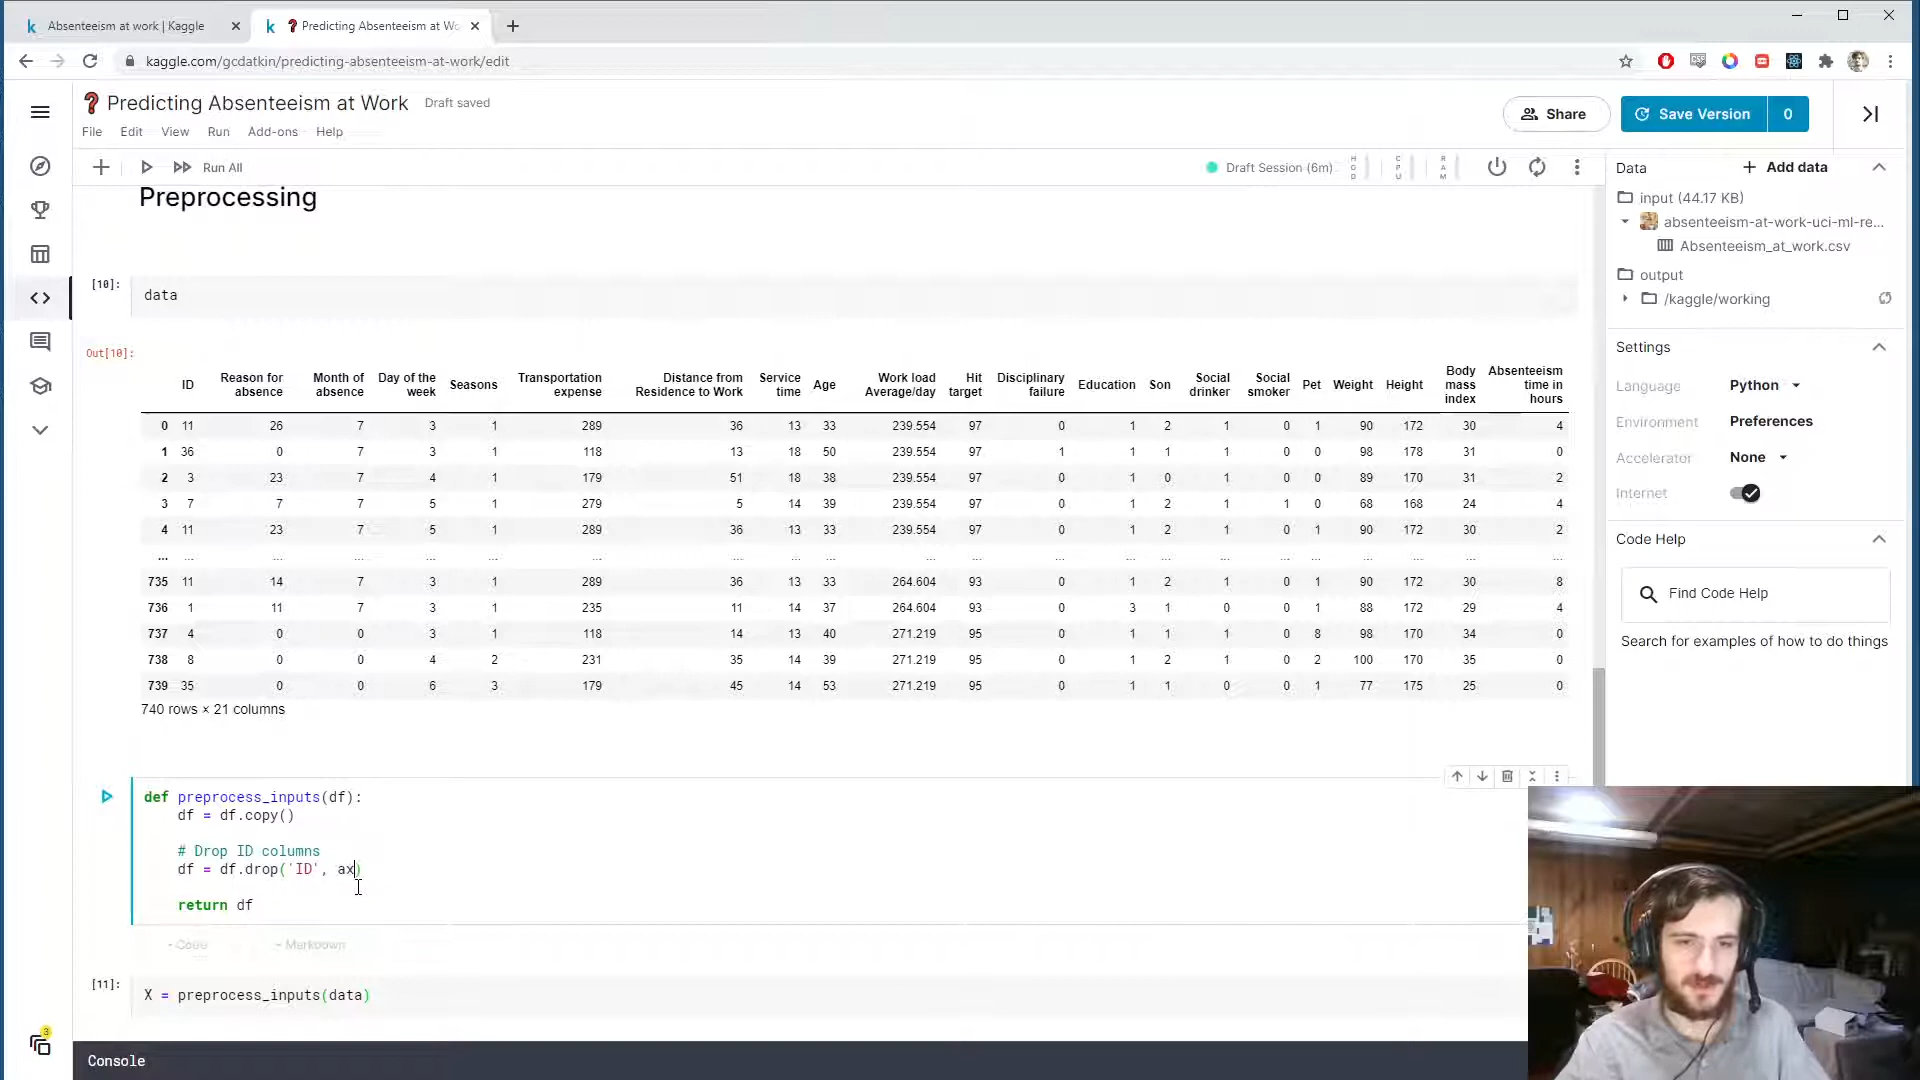 Absenteeism at work | Kaggle
❓ Predicting Absenteeism at Wo
kaggle.com/gcdatkin/predicting-absenteeism-at-work/edit
❓ Predicting Absenteeism at Work
Draft saved
File Edit View Run Add-ons Help
Share
Save Version
0
Run All
Draft Session (6m)
HDD
CPU
RAM
Preprocessing
[10]:
data
Out[10]:
ID Reason for absence Month of absence Day of the week Seasons Transportation expense Distance from Residence to Work Service time Age Work load Average/day Hit target Disciplinary failure Education Son Social drinker Social smoker Pet Weight Height Body mass index Absenteeism time in hours
0 11 26 7 3 1 289 36 13 33 239.554 97 0 1 2 1 0 1 90 172 30 4
1 36 0 7 3 1 118 13 18 50 239.554 97 1 1 1 1 0 0 98 178 31 0
2 3 23 7 4 1 179 51 18 38 239.554 97 0 1 0 1 0 0 89 170 31 2
3 7 7 7 5 1 279 5 14 39 239.554 97 0 1 2 1 1 0 68 168 24 4
4 11 23 7 5 1 289 36 13 33 239.554 97 0 1 2 1 0 1 90 172 30 2
... ... ... ... ... ... ... ... ... ... ... ... ... ... ... ... ... ... ... ... ... ...
735 11 14 7 3 1 289 36 13 33 264.604 93 0 1 2 1 0 1 90 172 30 8
736 1 11 7 3 1 235 11 14 37 264.604 93 0 3 1 0 0 1 88 172 29 4
737 4 0 0 3 1 118 14 13 40 271.219 95 0 1 1 1 0 8 98 170 34 0
738 8 0 0 4 2 231 35 14 39 271.219 95 0 1 2 1 0 2 100 170 35 0
739 35 0 0 6 3 179 45 14 53 271.219 95 0 1 1 0 0 1 77 175 25 0
740 rows × 21 columns
def preprocess_inputs(df):
df = df.copy()
# Drop ID columns
df = df.drop('ID', ax)
return df
+ Code + Markdown
[11]:
X = preprocess_inputs(data)
Console
3
Data
Add data
input (44.17 KB)
absenteeism-at-work-uci-ml-re...
Absenteeism_at_work.csv
output
/kaggle/working
Settings
Language Python
Environment Preferences
Accelerator None
Internet
Code Help
Find Code Help
Search for examples of how to do things